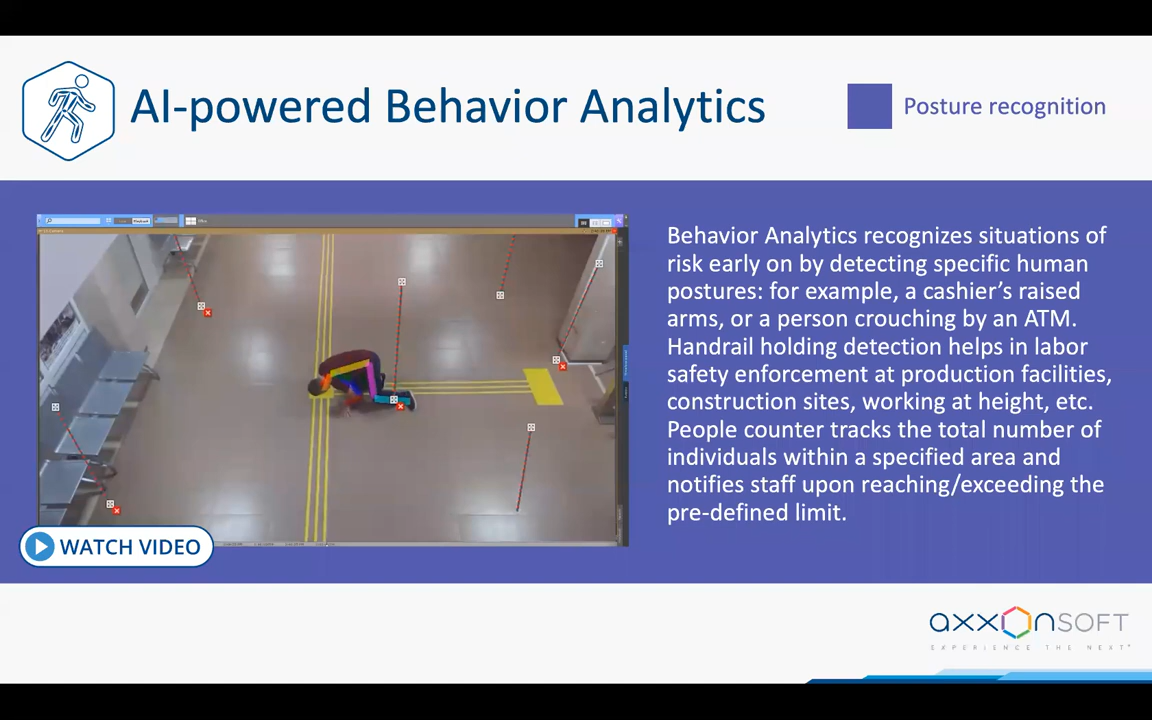 AI-powered Behavior Analytics
Posture recognition
Behavior Analytics recognizes situations of
risk early on by detecting specific human
postures: for example, a cashier’s raised
arms, or a person crouching by an ATM.
Handrail holding detection helps in labor
safety enforcement at production facilities,
construction sites, working at height, etc.
People counter tracks the total number of
individuals within a specified area and
notifies staff upon reaching/exceeding the
pre-defined limit.
WATCH VIDEO
axxonsoft
EXPERIENCE THE NEXT